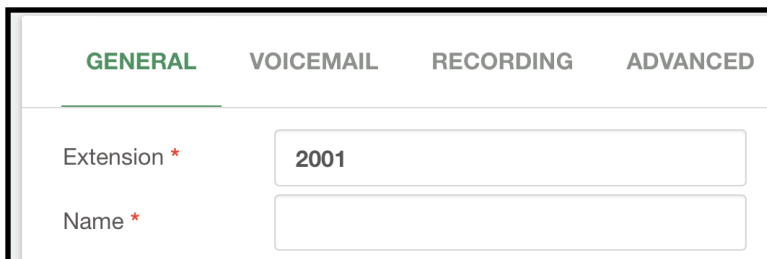 GENERAL VOICEMAIL RECORDING ADVANCED
Extension * 2001
Name *